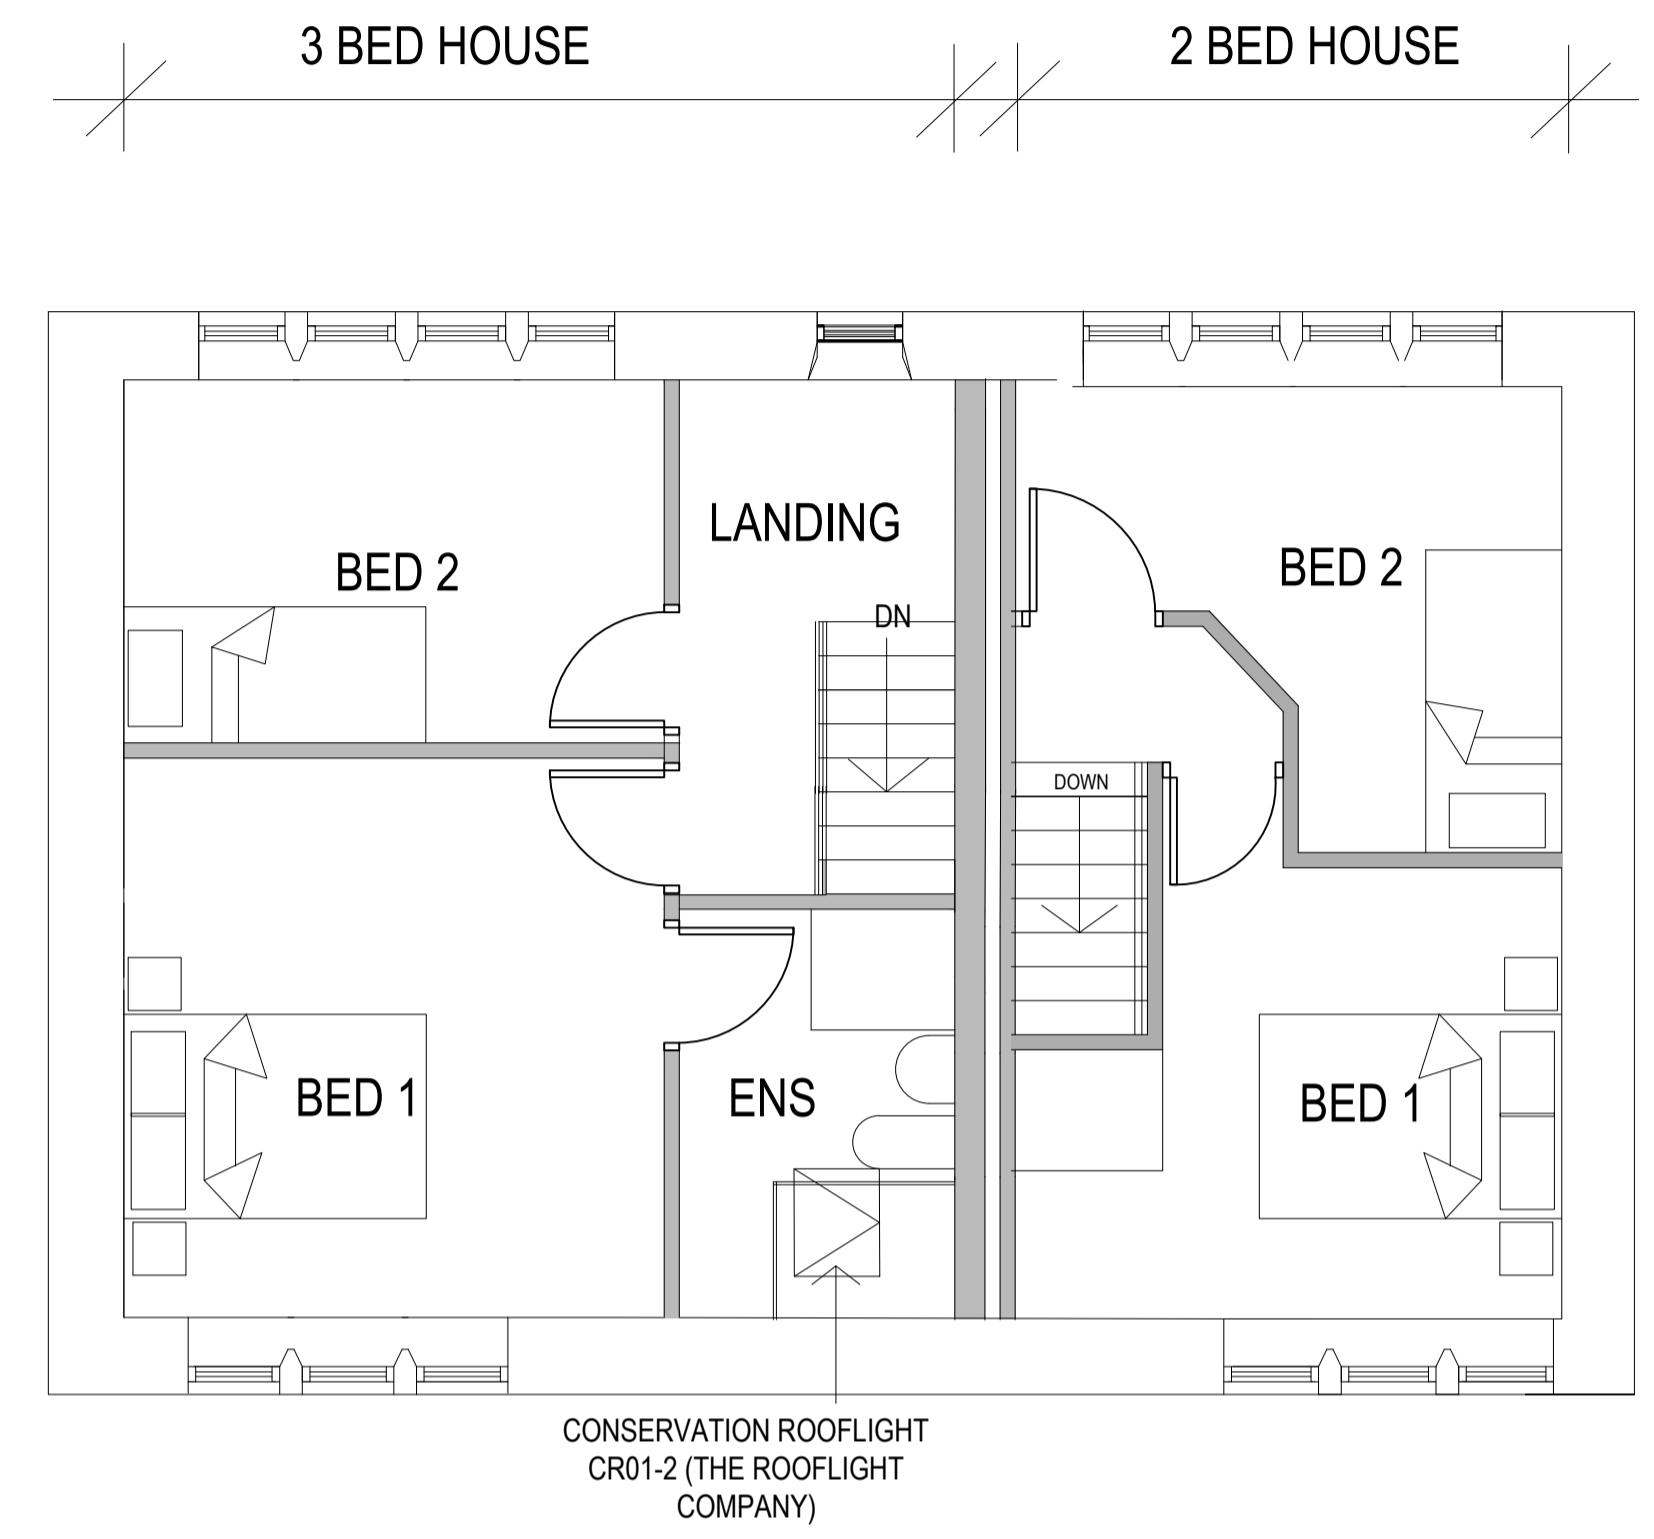 3 BED HOUSE
2 BED HOUSE
LANDING
BED 2
BED 2
DN
DOWN
BED 1
ENS
BED 1
CONSERVATION ROOFLIGHT
CR01-2 (THE ROOFLIGHT
COMPANY)